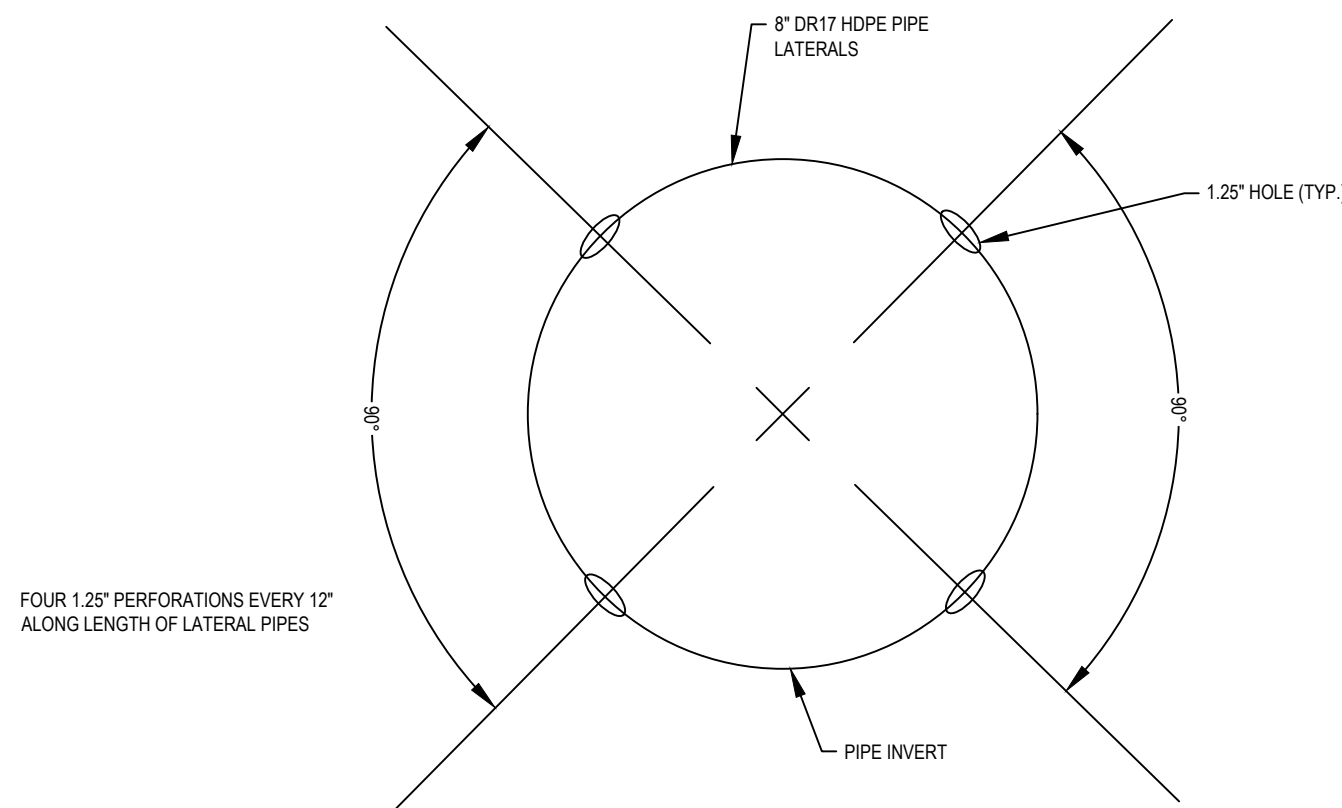 8" DR17 HDPE PIPE
LATERALS
1.25" HOLE (TYP.)
90°
90°
FOUR 1.25" PERFORATIONS EVERY 12"
ALONG LENGTH OF LATERAL PIPES
PIPE INVERT